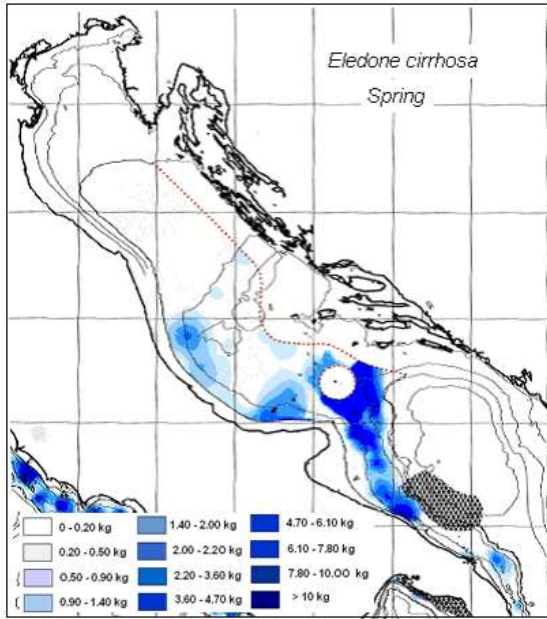 Eledone cirrhosa
Spring
0 - 0.20 kg
0.20 - 0.50 kg
0.50 - 0.90 kg
0.90 - 1.40 kg
1.40 - 2.00 kg
2.00 - 2.20 kg
2.20 - 3.60 kg
3.60 - 4.70 kg
4.70 - 6.10 kg
6.10 - 7.80 kg
7.80 - 10.00 kg
> 10 kg